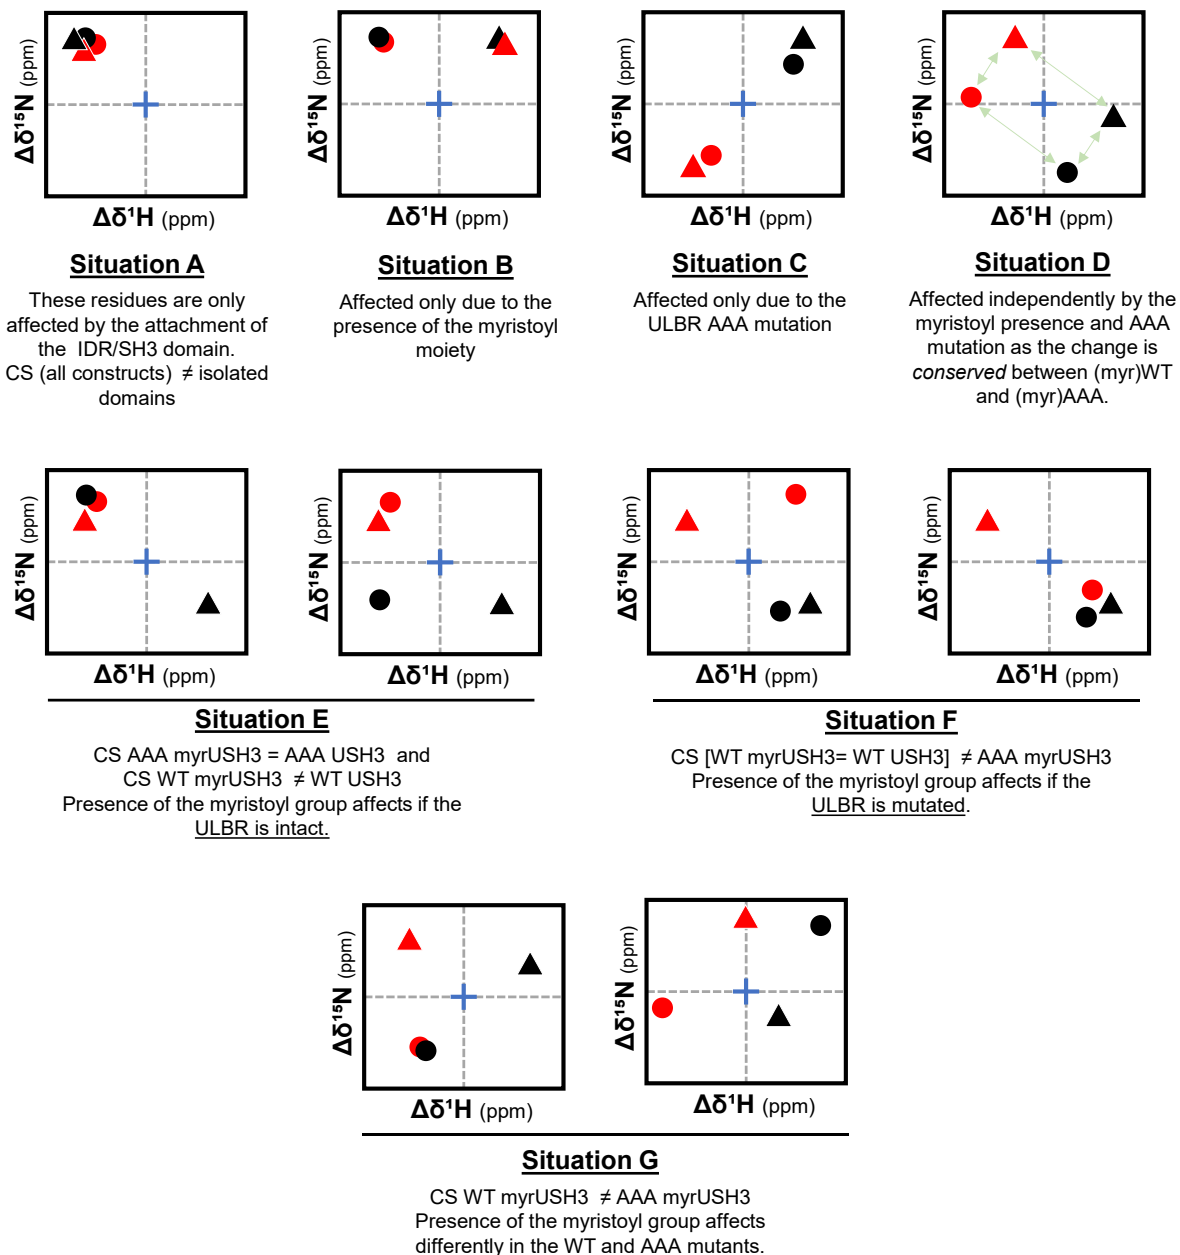 Δδ¹⁵N (ppm)
Δδ¹H (ppm)
Situation A
These residues are only
affected by the attachment of
the IDR/SH3 domain.
CS (all constructs) ≠ isolated
domains
Δδ¹⁵N (ppm)
Δδ¹H (ppm)
Situation B
Affected only due to the
presence of the myristoyl
moiety
Δδ¹⁵N (ppm)
Δδ¹H (ppm)
Situation C
Affected only due to the
ULBR AAA mutation
Δδ¹⁵N (ppm)
Δδ¹H (ppm)
Situation D
Affected independently by the
myristoyl presence and AAA
mutation as the change is
conserved between (myr)WT
and (myr)AAA.
Δδ¹⁵N (ppm)
Δδ¹H (ppm)
Δδ¹⁵N (ppm)
Δδ¹H (ppm)
Situation E
CS AAA myrUSH3 = AAA USH3 and
CS WT myrUSH3 ≠ WT USH3
Presence of the myristoyl group affects if the
ULBR is intact.
Δδ¹⁵N (ppm)
Δδ¹H (ppm)
Δδ¹⁵N (ppm)
Δδ¹H (ppm)
Situation F
CS [WT myrUSH3= WT USH3] ≠ AAA myrUSH3
Presence of the myristoyl group affects if the
ULBR is mutated.
Δδ¹⁵N (ppm)
Δδ¹H (ppm)
Δδ¹⁵N (ppm)
Δδ¹H (ppm)
Situation G
CS WT myrUSH3 ≠ AAA myrUSH3
Presence of the myristoyl group affects
differently in the WT and AAA mutants.